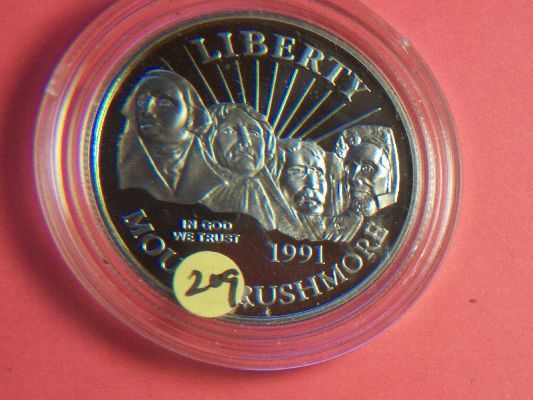 LIBERTY
IN GOD
WE TRUST
1991
MOU RUSHMORE
209